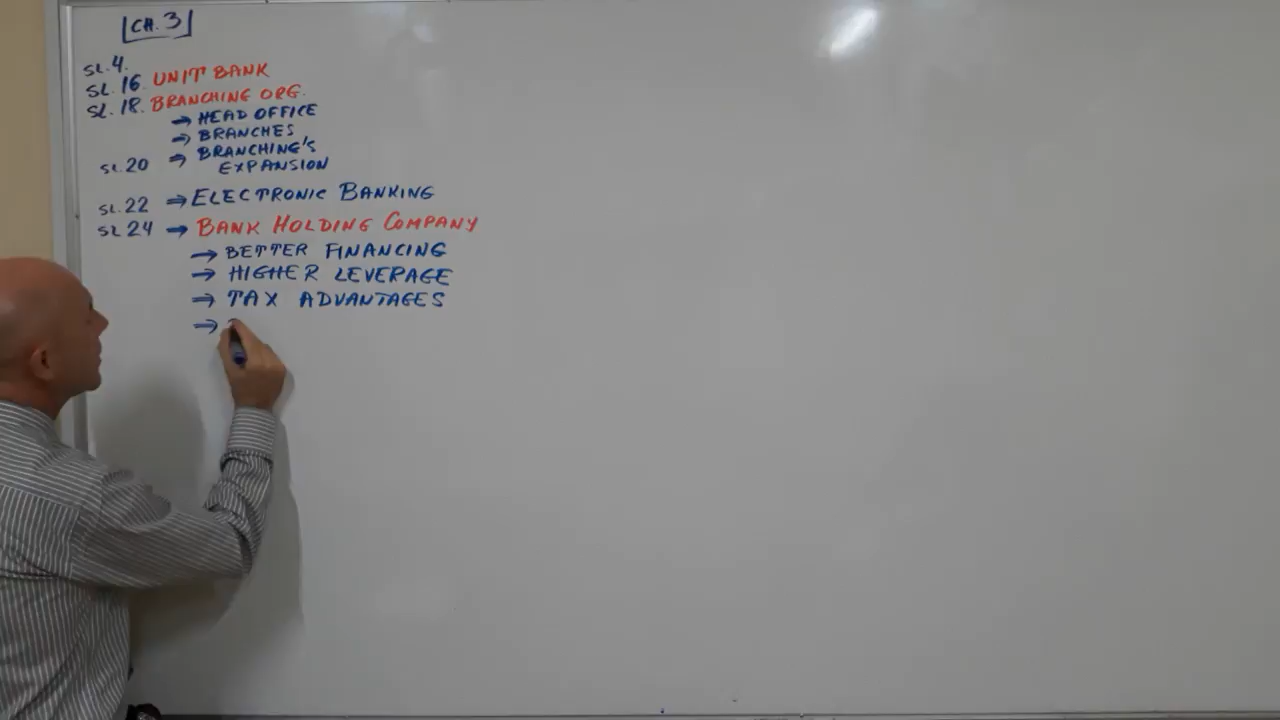 CH. 3
SL. 4.
SL. 16. UNIT BANK
SL. 18. BRANCHING ORG.
→ HEAD OFFICE
→ BRANCHES
SL. 20 → BRANCHING'S
EXPANSION
SL. 22 → ELECTRONIC BANKING
SL 24 → BANK HOLDING COMPANY
→ BETTER FINANCING
→ HIGHER LEVERAGE
→ TAX ADVANTAGES
→